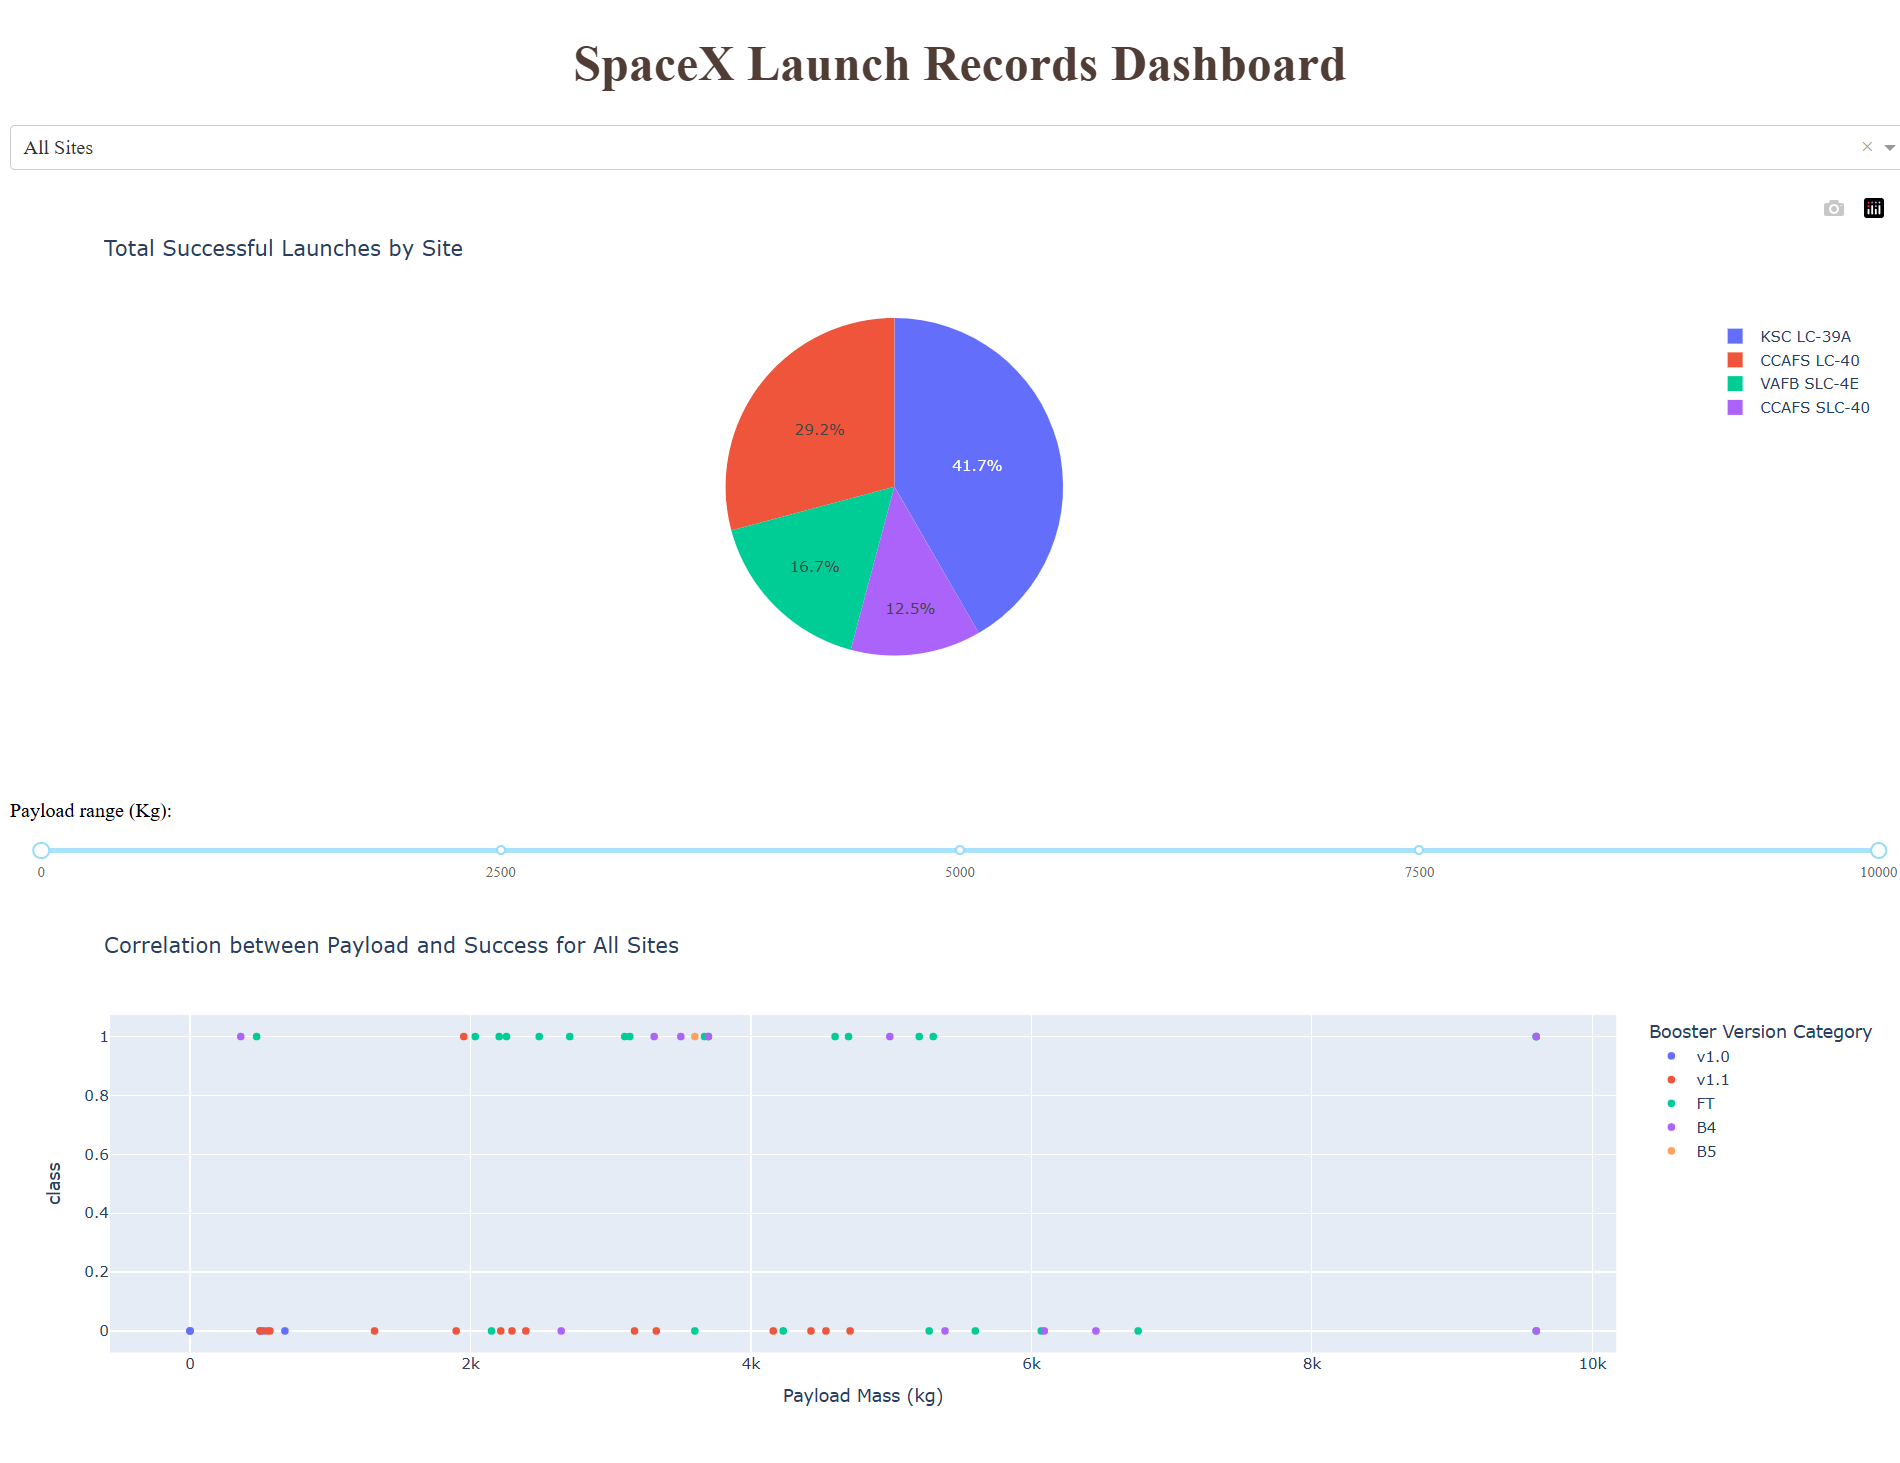 SpaceX Launch Records Dashboard
All Sites
Total Successful Launches by Site
KSC LC-39A
CCAFS LC-40
VAFB SLC-4E
CCAFS SLC-40
29.2%
41.7%
16.7%
12.5%
Payload range (Kg):
0 2500 5000 7500 10000
Correlation between Payload and Success for All Sites
Booster Version Category
v1.0
v1.1
FT
B4
B5
class
1
0.8
0.6
0.4
0.2
0
0 2k 4k 6k 8k 10k
Payload Mass (kg)